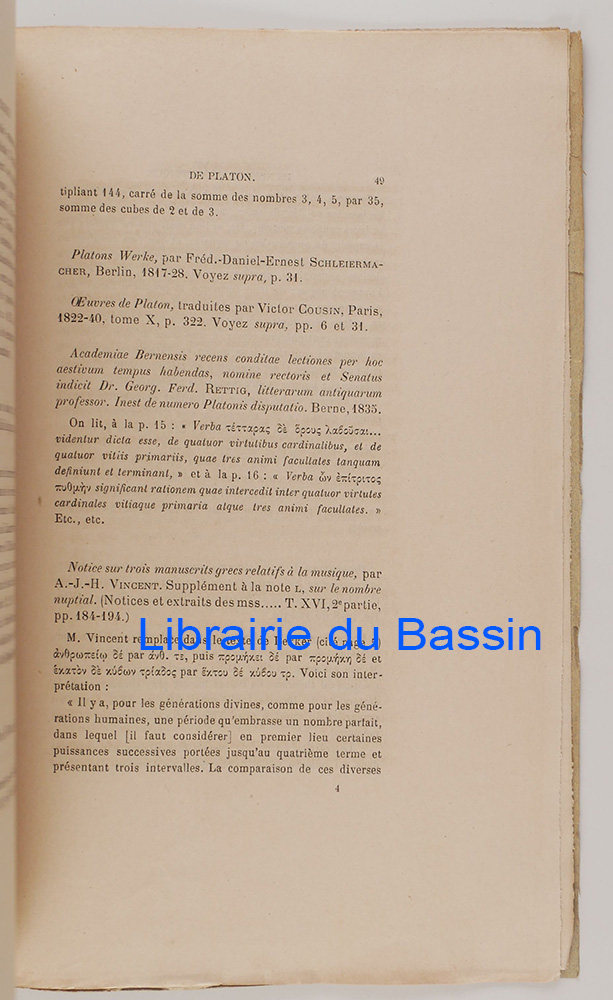 DE PLATON. 49
tipliant 144, carré de la somme des nombres 3, 4, 5, par 35,
somme des cubes de 2 et de 3.
Platons Werke, par Fréd.-Daniel-Ernest SCHLEIERMA-
CHER, Berlin, 1817-28. Voyez supra, p. 31.
Œuvres de Platon, traduites par Victor COUSIN, Paris,
1822-40, tome X, p. 322. Voyez supra, pp. 6 et 31.
Academiae Bernensis recens conditae lectiones per hoc
aestivum tempus habendas, nomine rectoris et Senatus
indicit Dr. Georg. Ferd. RETTIG, litterarum antiquarum
professor. Inest de numero Platonis disputatio. Berne, 1835.
On lit, à la p. 15 : « Verba τέτταρας δὲ ὅρους λαβοῦσαι...
videntur dicta esse, de quatuor virtutibus cardinalibus, et de
quatuor vitiis primariis, quae tres animi facultates tanquam
definiunt et terminant, » et à la p. 16 : « Verba ὧν ἐπίτριτος
πυθμὴν significant rationem quae intercedit inter quatuor virtutes
cardinales vitiaque primaria atque tres animi facultates. »
Etc., etc.
Notice sur trois manuscrits grecs relatifs à la musique, par
A.-J.-H. VINCENT. Supplément à la note L, sur le nombre
nuptial. (Notices et extraits des mss..... T. XVI, 2e partie,
pp. 184-194.)
Librairie du Bassin
M. Vincent remplace dans le texte de Bekker (cité page
ἀνθρωπείῳ δέ par ἀνθ. τε, puis προμήκει δέ par προμήκη δέ et
ἑκατὸν δὲ κύβων τρίαδος par ἕκτου δέ κύβου τρ. Voici son inter-
prétation :
« Il y a, pour les générations divines, comme pour les géné-
rations humaines, une période qu'embrasse un nombre parfait,
dans lequel [il faut considérer] en premier lieu certaines
puissances successives portées jusqu'au quatrième terme et
présentant trois intervalles. La comparaison de ces diverses
4